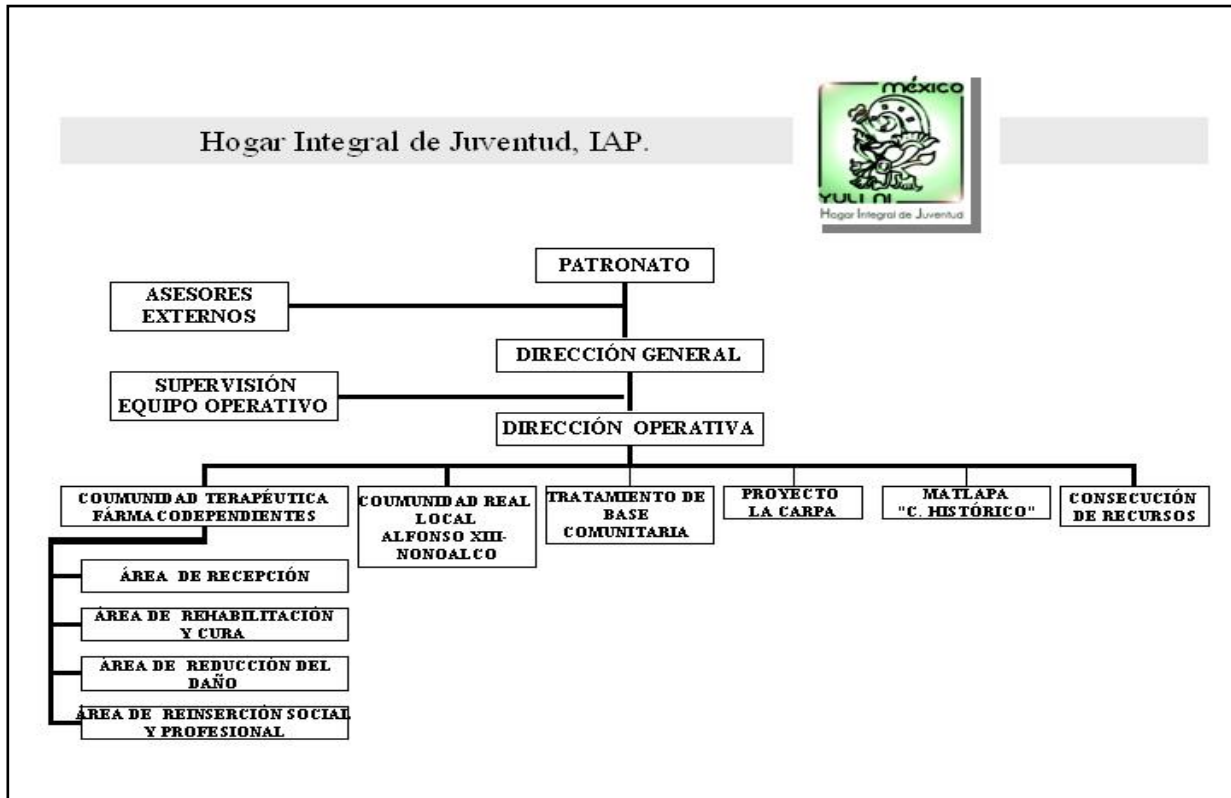 méxico
Hogar Integral de Juventud, IAP.
YULI NI
Hogar Integral de Juventud
PATRONATO
ASESORES
EXTERNOS
DIRECCIÓN GENERAL
SUPERVISIÓN
EQUIPO OPERATIVO
DIRECCIÓN OPERATIVA
COUMUNIDAD TERAPÉUTICA
FÁRMACODEPENDIENTES
COUMUNIDAD REAL
LOCAL
ALFONSO XIII-
NONOALCO
TRATAMIENTO DE
BASE
COMUNITARIA
PROYECTO
LA CARPA
MATLAPA
"C. HISTÓRICO"
CONSECUCIÓN
DE RECURSOS
ÁREA DE RECEPCIÓN
ÁREA DE REHABILITACIÓN
Y CURA
ÁREA DE REDUCCIÓN DEL
DAÑO
ÁREA DE REINSERCIÓN SOCIAL
Y PROFESIONAL